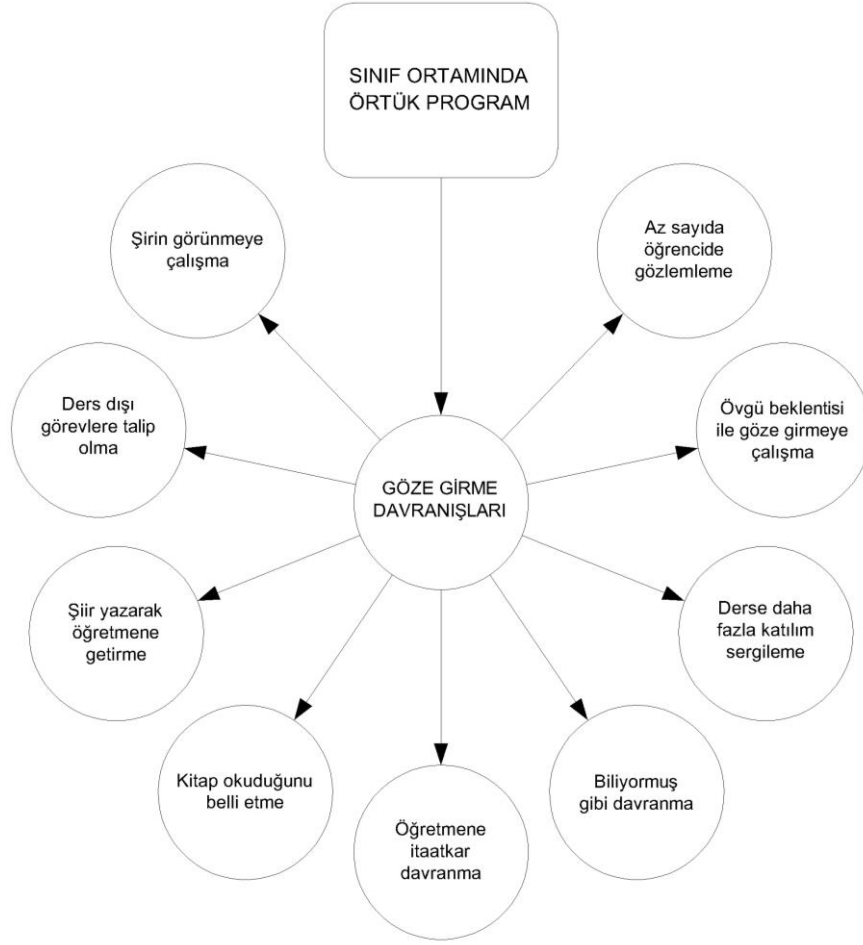 SINIF ORTAMINDA
ÖRTÜK PROGRAM
Şirin görünmeye
çalışma
Az sayıda
öğrencide
gözlemleme
Ders dışı
görevlere talip
olma
Övgü beklentisi
ile göze girmeye
çalışma
GÖZE GİRME
DAVRANIŞLARI
Şiir yazarak
öğretmene
getirme
Derse daha
fazla katılım
sergileme
Kitap okuduğunu
belli etme
Biliyormuş
gibi davranma
Öğretmene
itaatkar
davranma